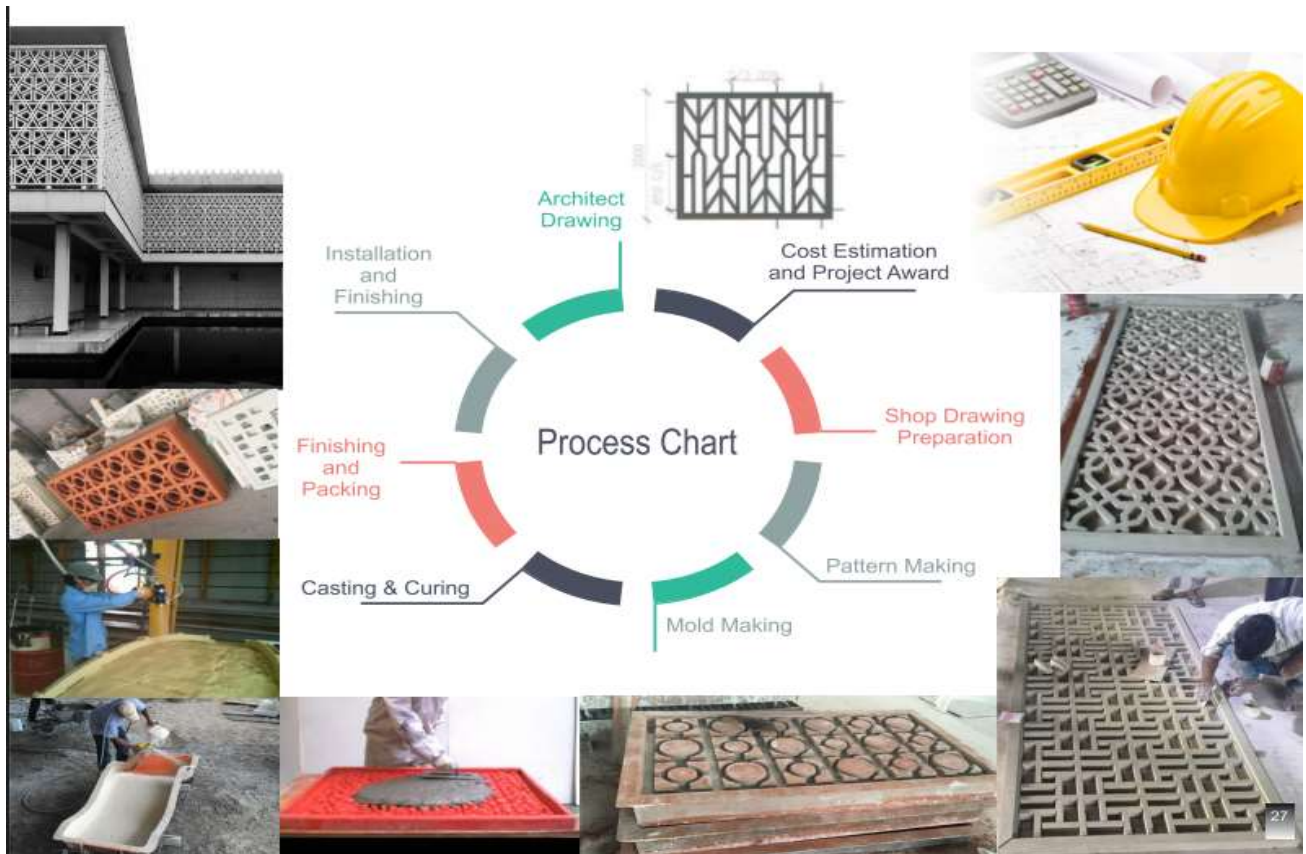 Architect
Drawing
Cost Estimation
and Project Award
Installation
and
Finishing
Process Chart
Shop Drawing
Preparation
Finishing
and
Packing
Pattern Making
Casting & Curing
Mold Making
27